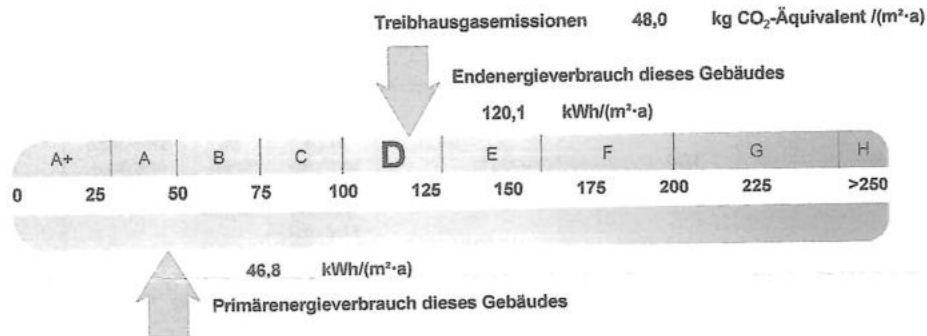 Treibhausgasemissionen 48,0 kg CO₂-Äquivalent /(m²·a)
Endenergieverbrauch dieses Gebäudes
120,1 kWh/(m²·a)
A+ A B C D E F G H
0 25 50 75 100 125 150 175 200 225 >250
46,8 kWh/(m²·a)
Primärenergieverbrauch dieses Gebäudes